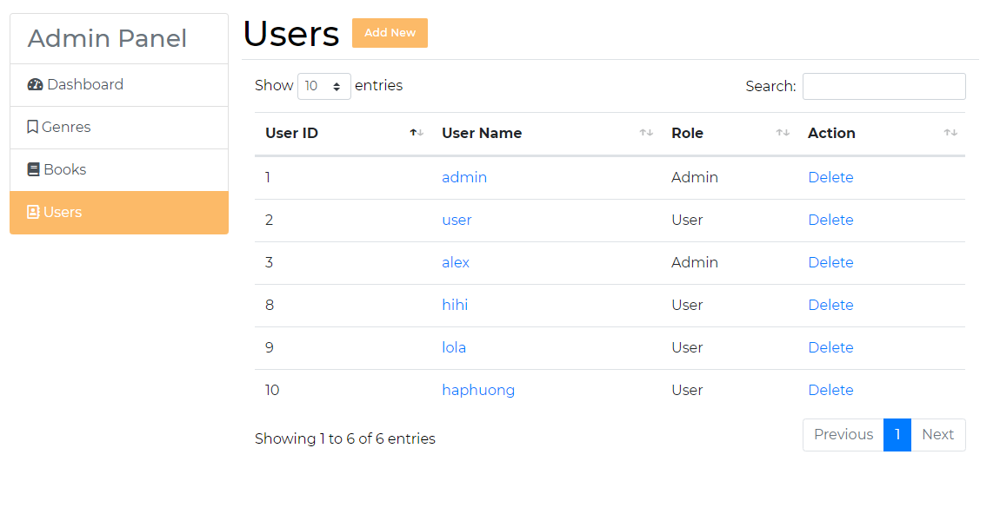 Admin Panel
Dashboard
Genres
Books
Users
Users Add New
Show 10 entries Search:
User ID User Name Role Action
1 admin Admin Delete
2 user User Delete
3 alex Admin Delete
8 hihi User Delete
9 lola User Delete
10 haphuong User Delete
Showing 1 to 6 of 6 entries Previous 1 Next